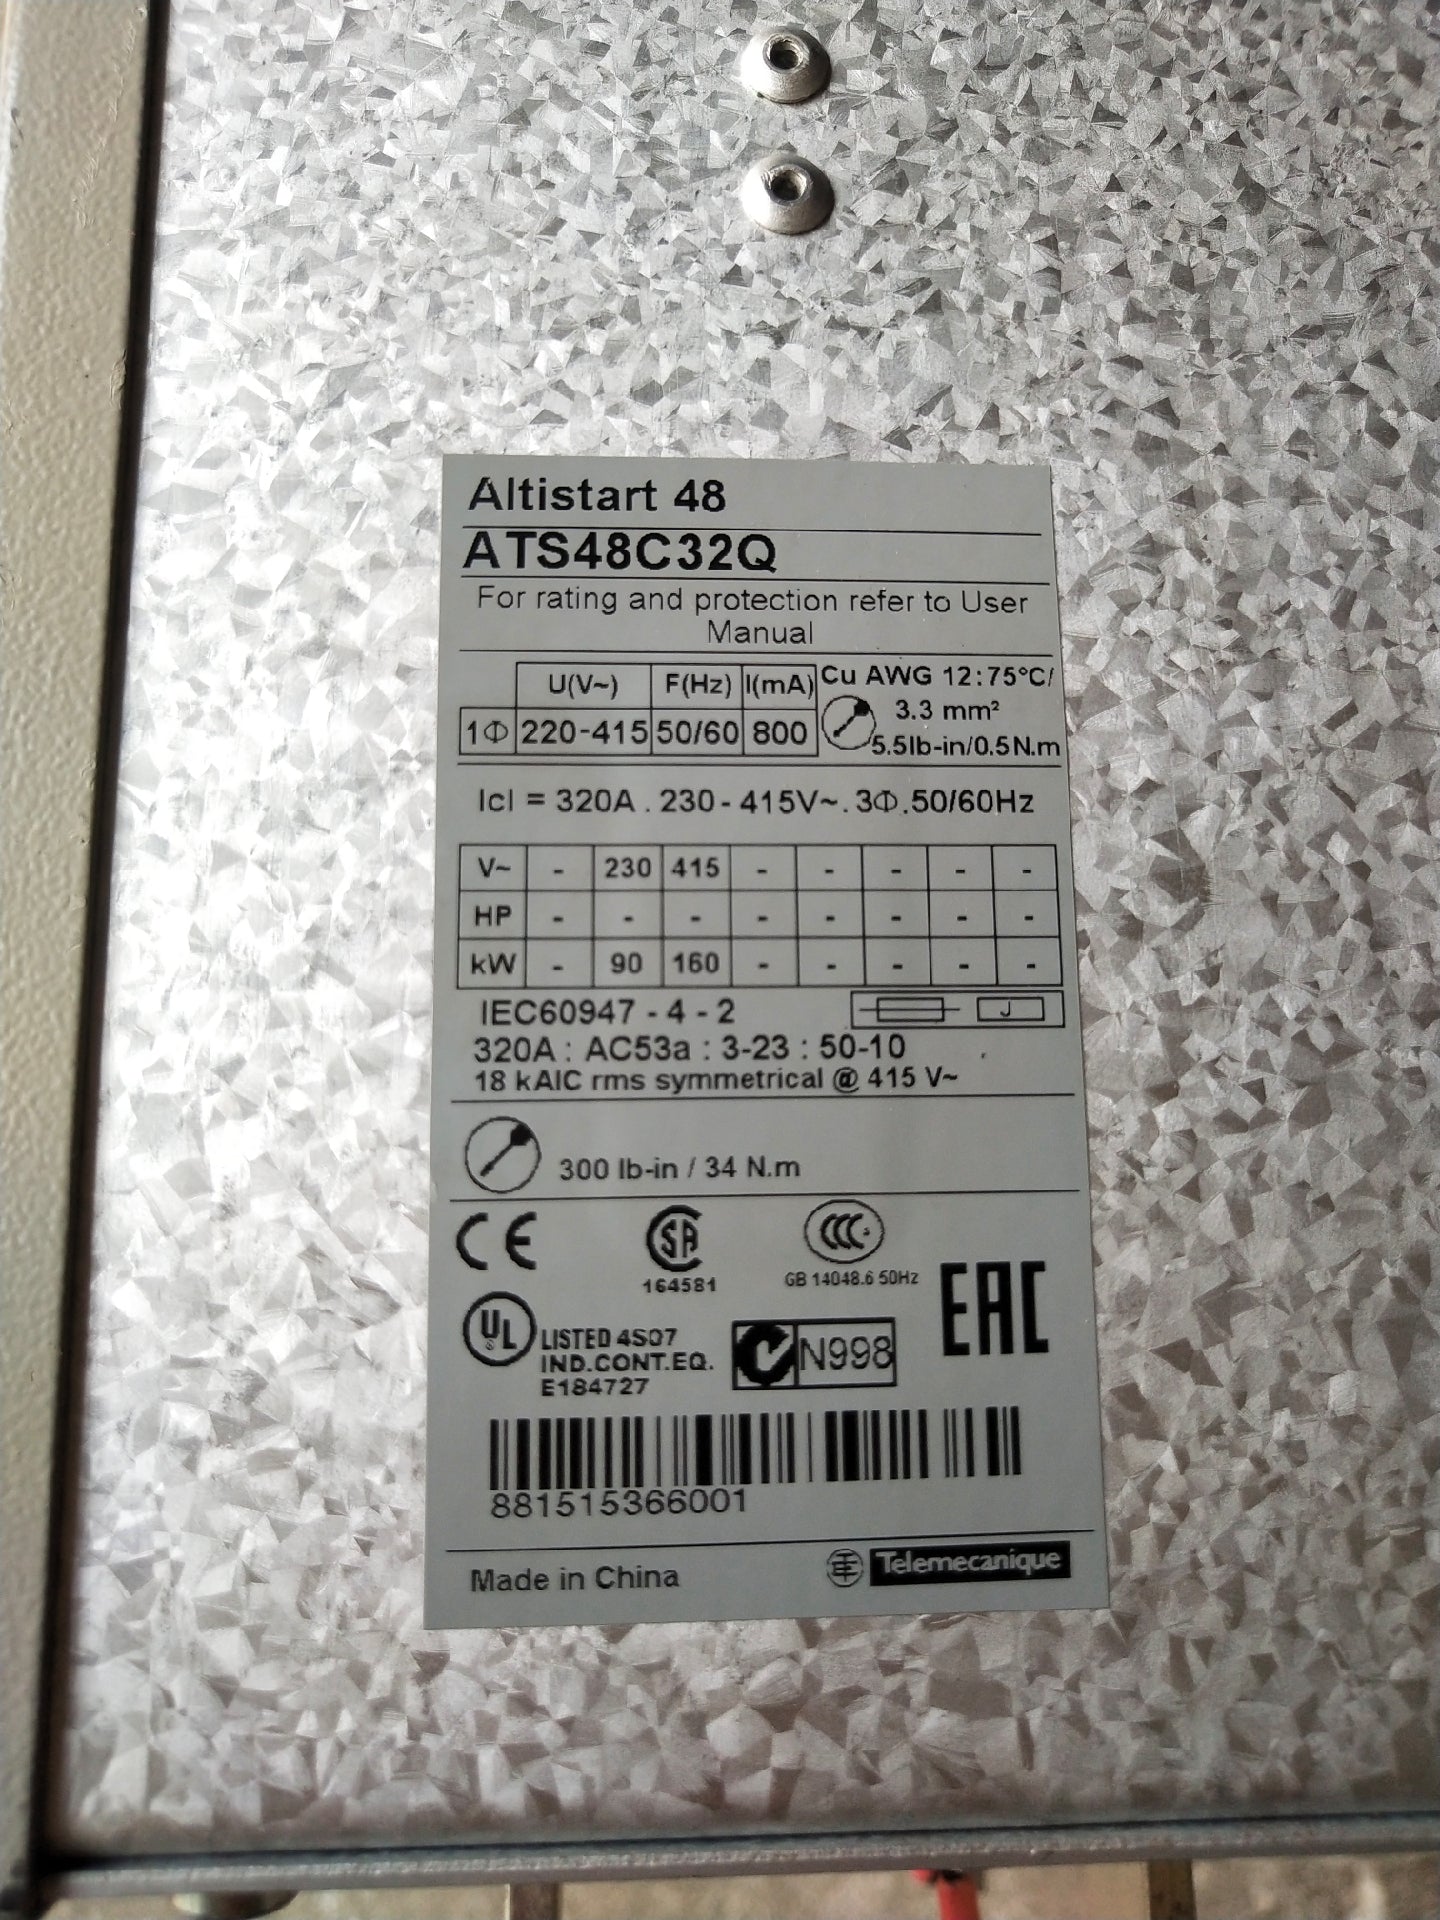 Altistart 48
ATS48C32Q
For rating and protection refer to User
Manual
U(V~) F(Hz) I(mA)
1Φ 220-415 50/60 800
Cu AWG 12:75°C/
3.3 mm²
5.5lb-in/0.5N.m
Icl = 320A . 230 - 415V~. 3Φ .50/60Hz
V~ - 230 415 - - - - -
HP - - - - - - - -
kW - 90 160 - - - - -
IEC60947 - 4 - 2
J
320A : AC53a : 3-23 : 50-10
18 kAIC rms symmetrical @ 415 V~
300 lb-in / 34 N.m
CE
SA
164581
CCC
GB 14048.6 50Hz
EAC
UL
LISTED 4S07
IND.CONT.EQ.
E184727
N998
881515366001
Made in China
Telemecanique